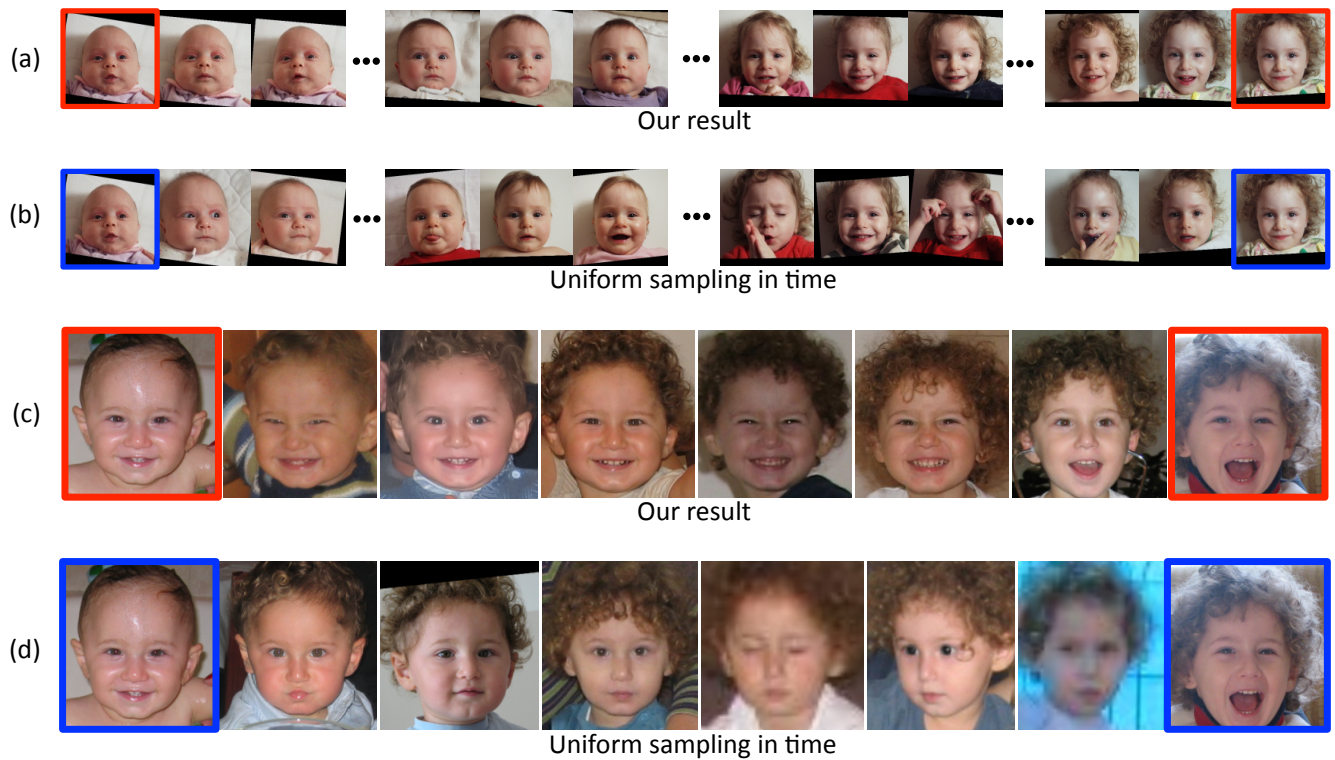 (a)
Our result
(b)
Uniform sampling in time
(c)
Our result
(d)
Uniform sampling in time